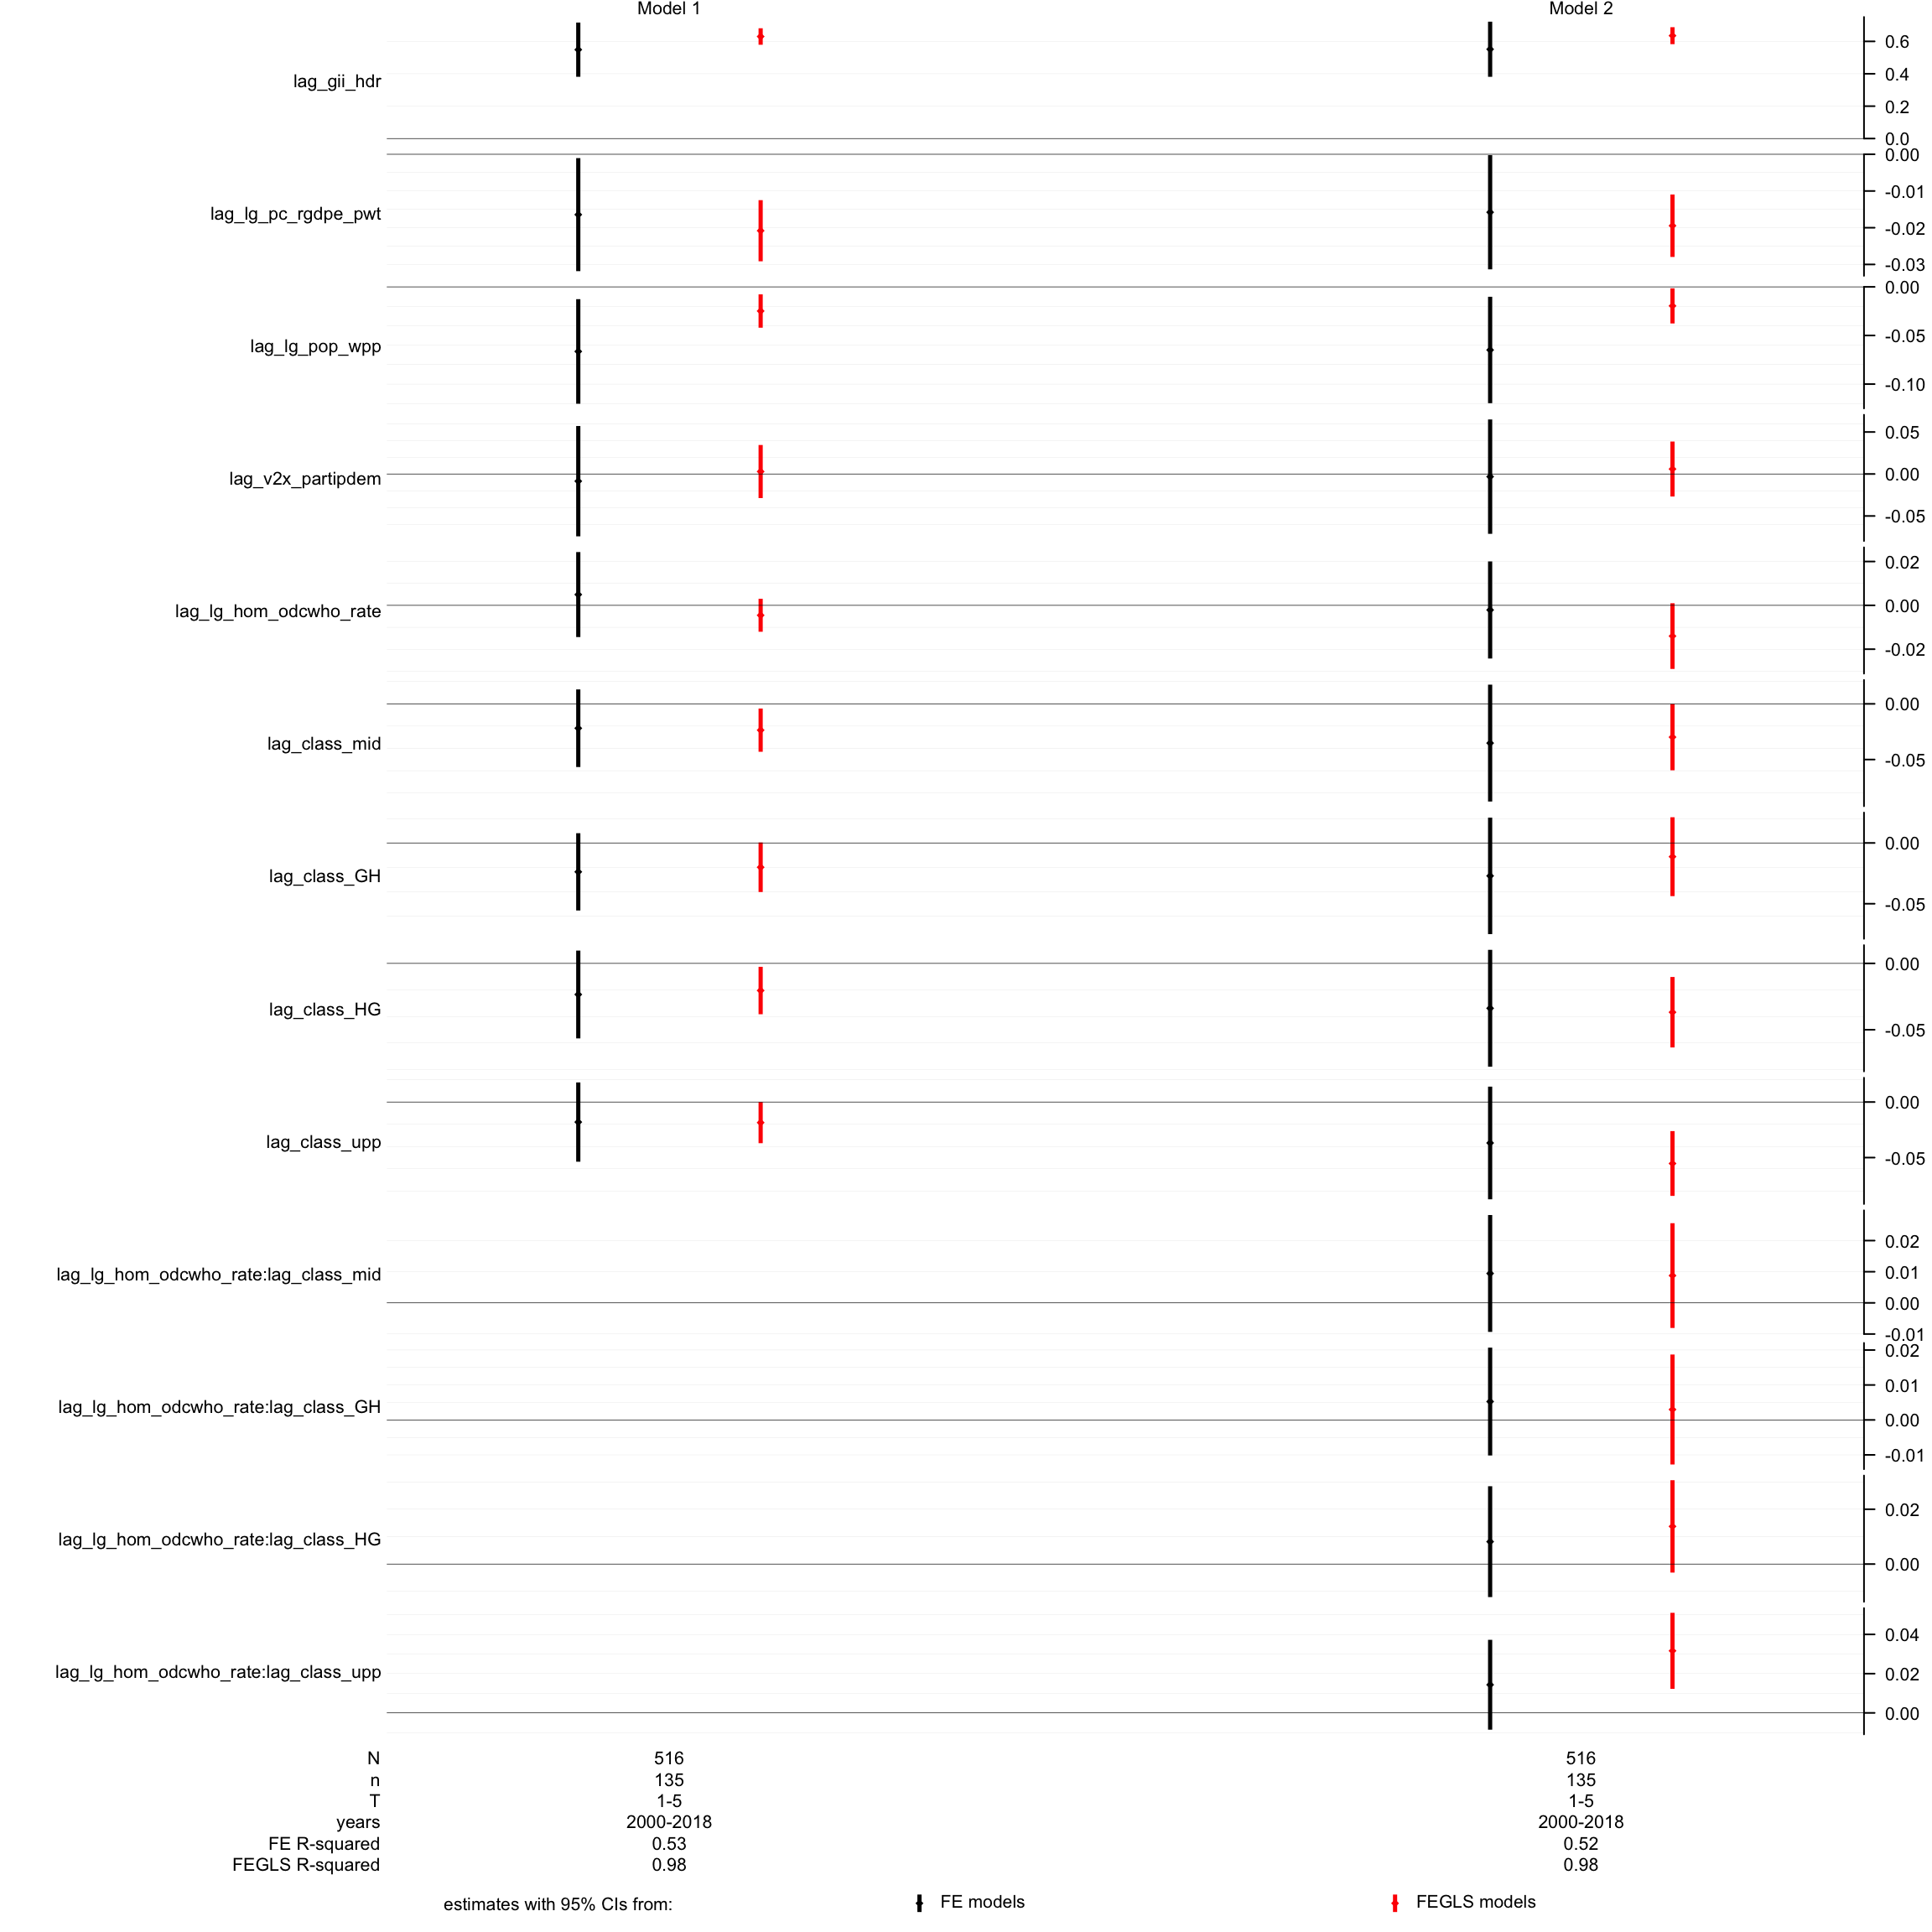 Model 1 Model 2
lag_gii_hdr
0.6
0.4
0.2
0.0
lag_lg_pc_rgdpe_pwt
0.00
-0.01
-0.02
-0.03
lag_lg_pop_wpp
0.00
-0.05
-0.10
lag_v2x_partipdem
0.05
0.00
-0.05
lag_lg_hom_odcwho_rate
0.02
0.00
-0.02
lag_class_mid
0.00
-0.05
lag_class_GH
0.00
-0.05
lag_class_HG
0.00
-0.05
lag_class_upp
0.00
-0.05
lag_lg_hom_odcwho_rate:lag_class_mid
0.02
0.01
0.00
-0.01
lag_lg_hom_odcwho_rate:lag_class_GH
0.02
0.01
0.00
-0.01
lag_lg_hom_odcwho_rate:lag_class_HG
0.02
0.00
lag_lg_hom_odcwho_rate:lag_class_upp
0.04
0.02
0.00
N 516 516
n 135 135
T 1-5 1-5
years 2000-2018 2000-2018
FE R-squared 0.53 0.52
FEGLS R-squared 0.98 0.98
estimates with 95% CIs from: FE models FEGLS models